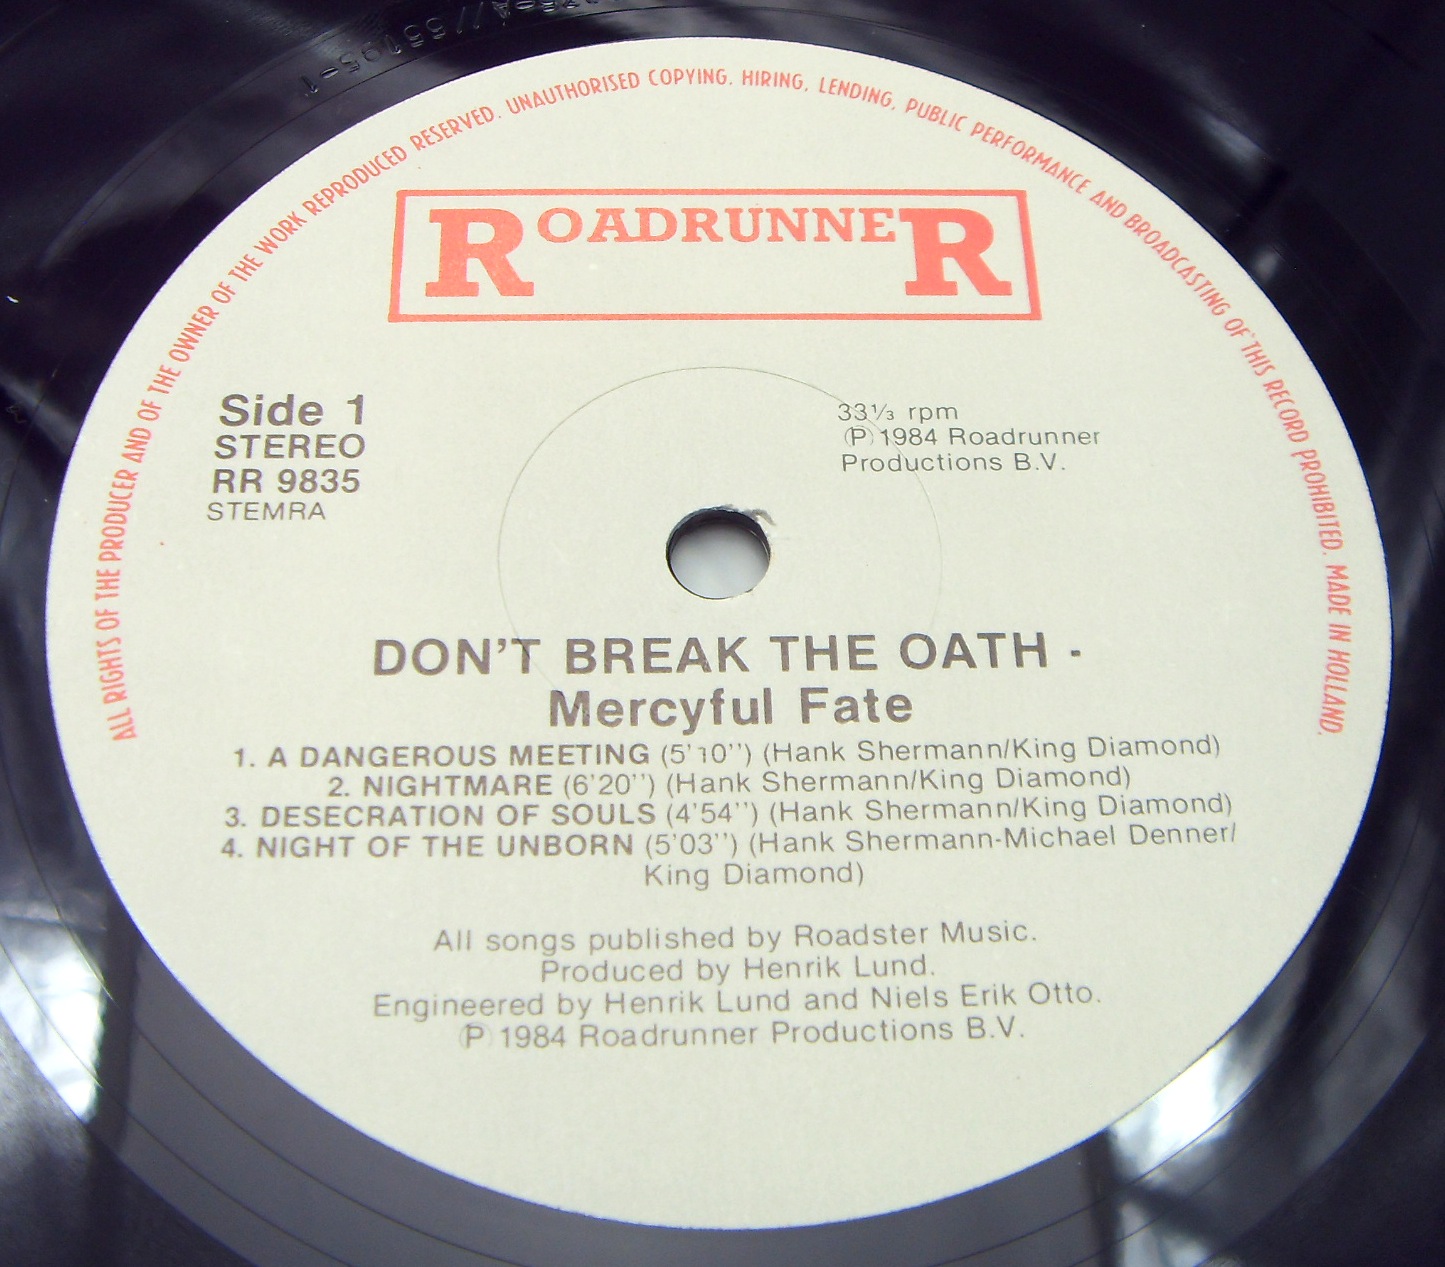 ALL RIGHTS OF THE PRODUCER AND OF THE OWNER OF THE WORK REPRODUCED RESERVED. UNAUTHORISED COPYING. HIRING, LENDING, PUBLIC PERFORMANCE AND BROADCASTING OF THIS RECORD PROHIBITED. MADE IN HOLLAND.
ROADRUNNER
Side 1
STEREO
RR 9835
STEMRA
33⅓ rpm
Ⓟ 1984 Roadrunner
Productions B.V.
DON'T BREAK THE OATH -
Mercyful Fate
1. A DANGEROUS MEETING (5'10'') (Hank Shermann/King Diamond)
2. NIGHTMARE (6'20'') (Hank Shermann/King Diamond)
3. DESECRATION OF SOULS (4'54'') (Hank Shermann/King Diamond)
4. NIGHT OF THE UNBORN (5'03'') (Hank Shermann-Michael Denner/
King Diamond)
All songs published by Roadster Music.
Produced by Henrik Lund.
Engineered by Henrik Lund and Niels Erik Otto.
Ⓟ 1984 Roadrunner Productions B.V.